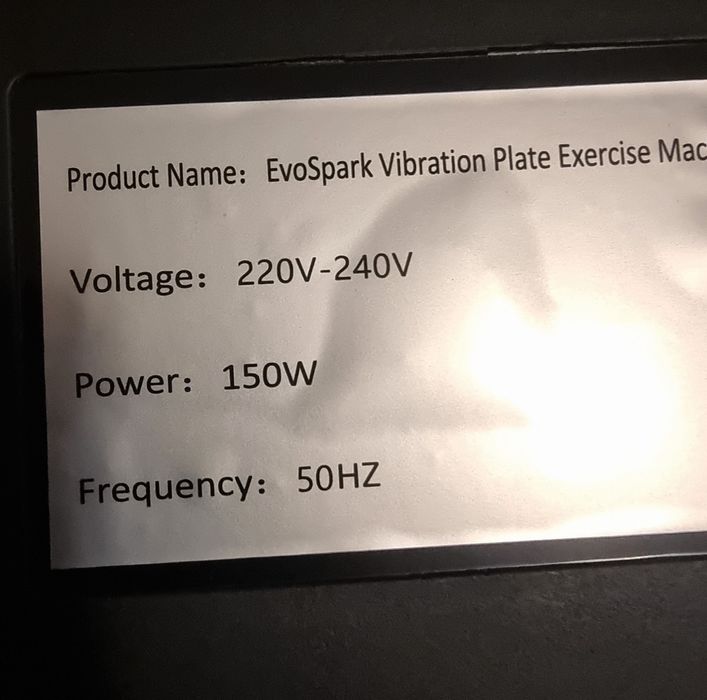 Product Name: EvoSpark Vibration Plate Exercise Mac
Voltage: 220V-240V
Power: 150W
Frequency: 50HZ